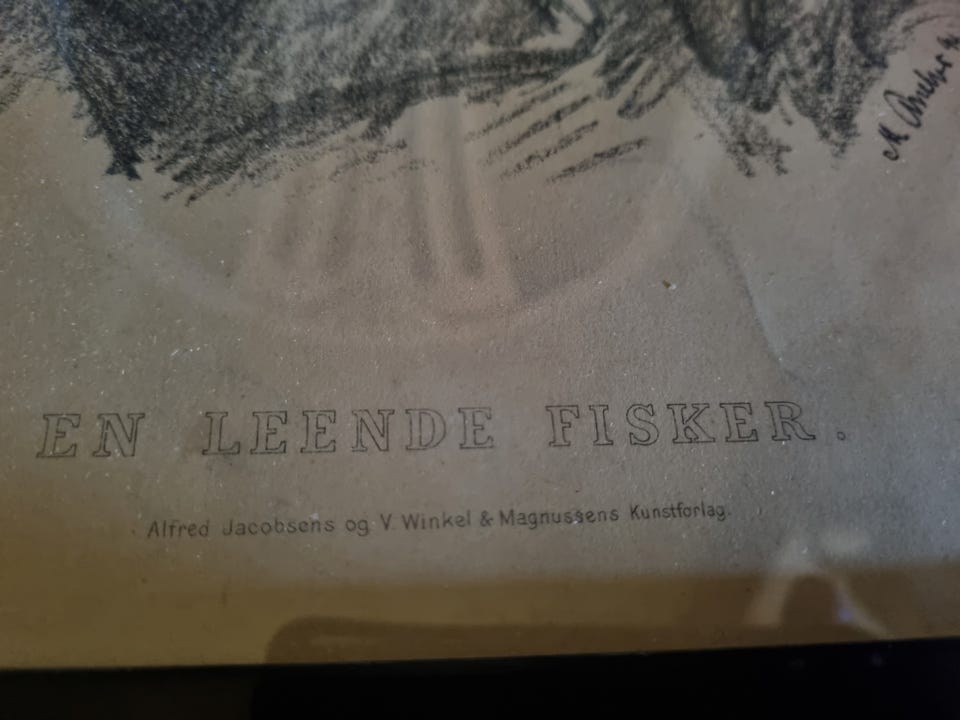 EN LEENDE FISKER.
Alfred Jacobsens og V. Winkel & Magnussens Kunstforlag.